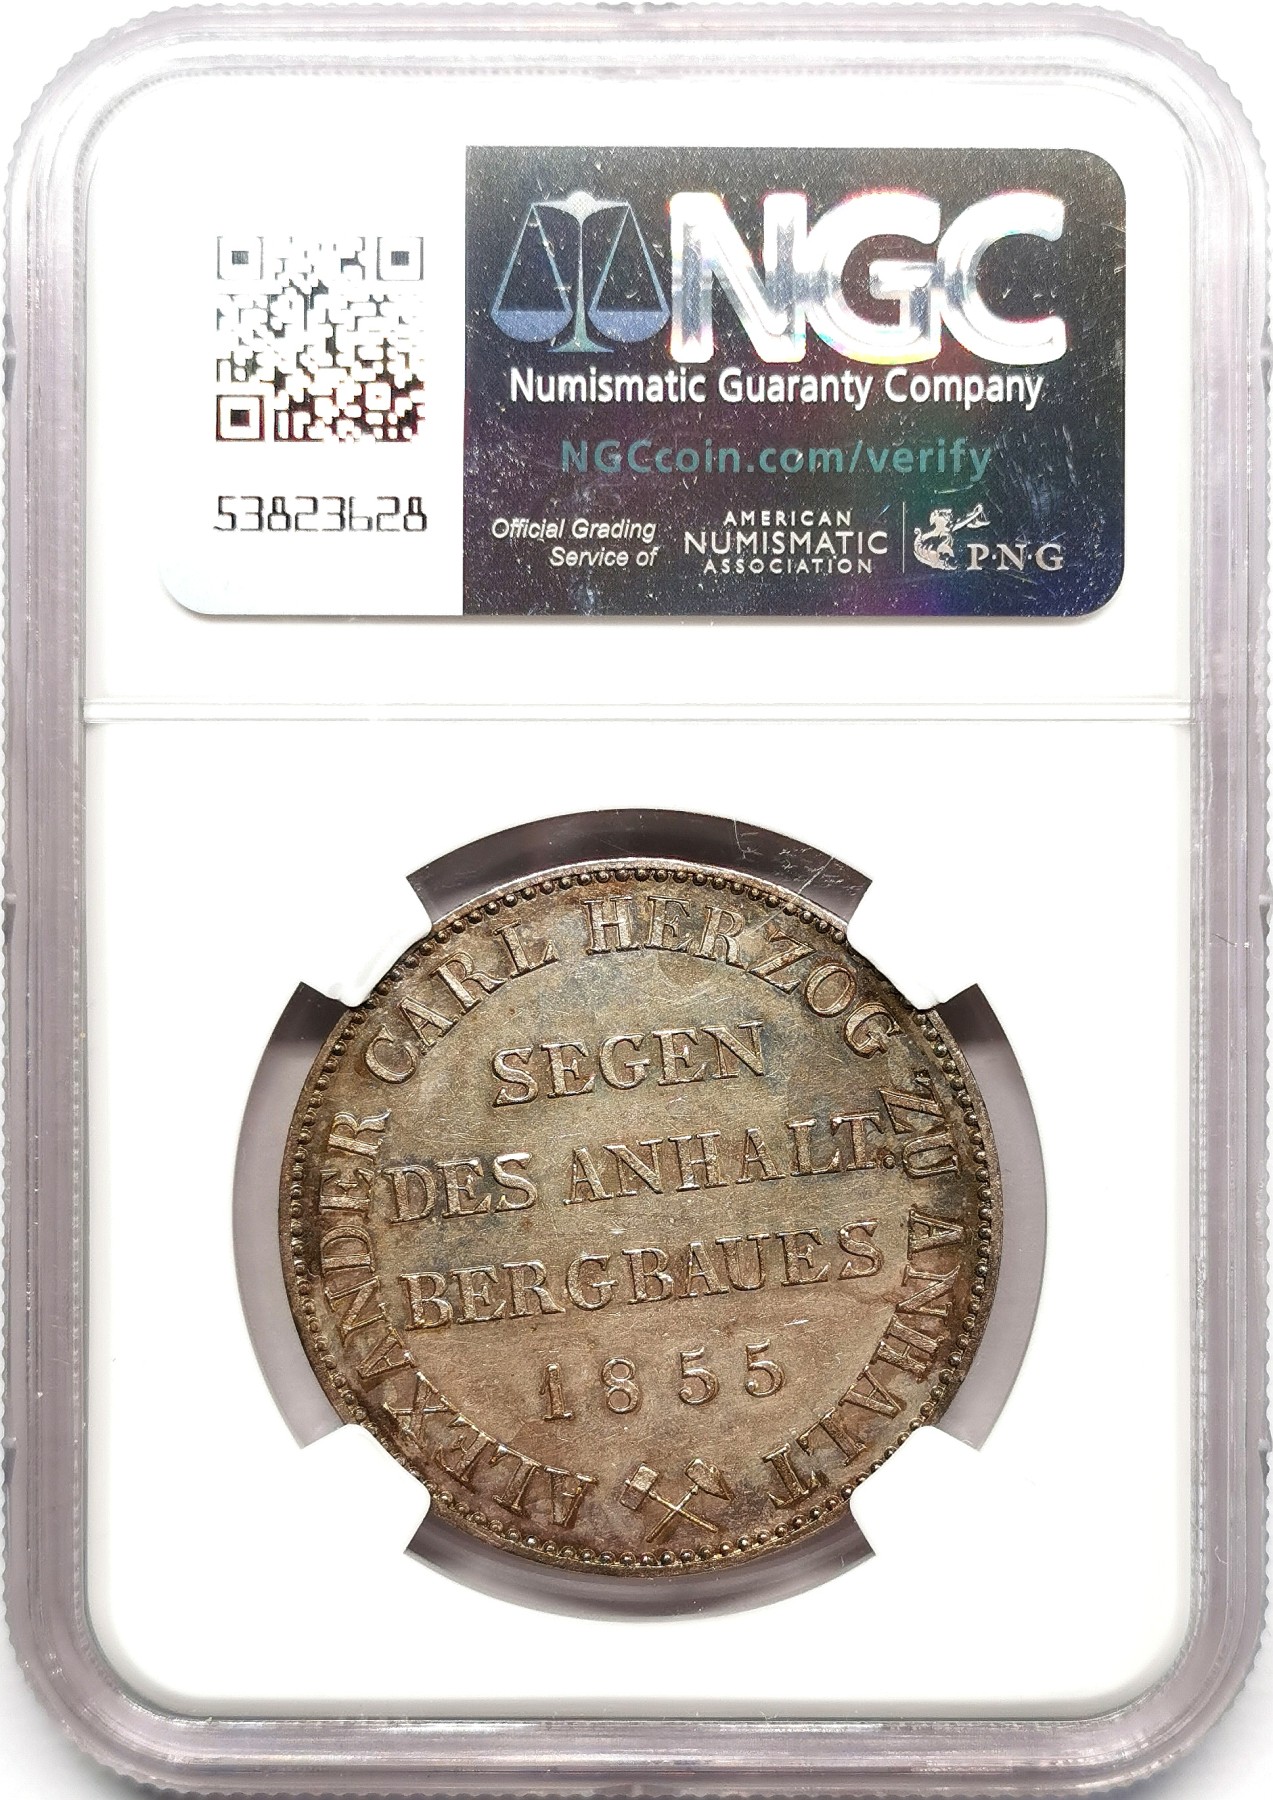 NGC
Numismatic Guaranty Company
NGCcoin.com/verify
53823628
Official Grading
Service of
AMERICAN
NUMISMATIC
ASSOCIATION
P·N·G
ALEXANDER CARL HERZOG ZU ANHALT
SEGEN
DES ANHALT.
BERGBAUES
1855